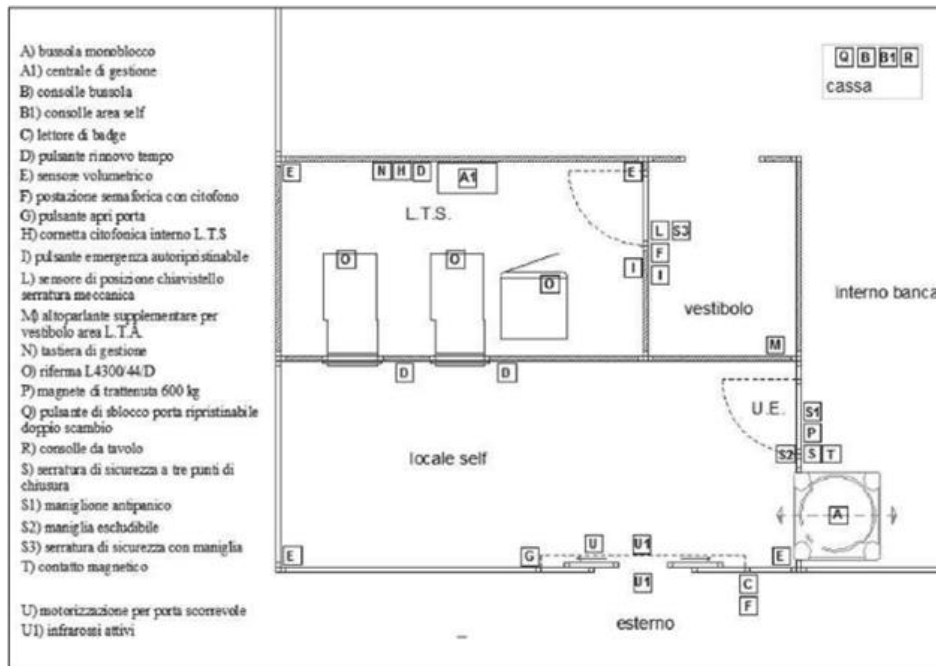 A) bussola monoblocco
A1) centrale di gestione
B) consolle bussola
B1) consolle area self
C) lettore di badge
D) pulsante rinnovo tempo
E) sensore volumetrico
F) postazione semaforica con citofono
G) pulsante apri porta
H) cornetta citofonica interno L.T.S
I) pulsante emergenza autoripristinabile
L) sensore di posizione chiavistello
serratura meccanica
M) altoparlante supplementare per
vestibolo area L.T.A.
N) tastiera di gestione
O) riferma L4300/44/D
P) magnete di trattenuta 600 kg
Q) pulsante di sblocco porta ripristinabile
doppio scambio
R) consolle da tavolo
S) serratura di sicurezza a tre punti di
chiusura
S1) maniglione antipanico
S2) maniglia escludibile
S3) serratura di sicurezza con maniglia
T) contatto magnetico
U) motorizzazione per porta scorrevole
U1) infrarossi attivi
Q B B1 R
cassa
E N H D A1 E
L.T.S.
L S3
F
O O O I I
vestibolo
interno banca
M
D D
U.E.
S1
P
S2 S T
locale self
A
E G U U1 E
U1 C
F
esterno